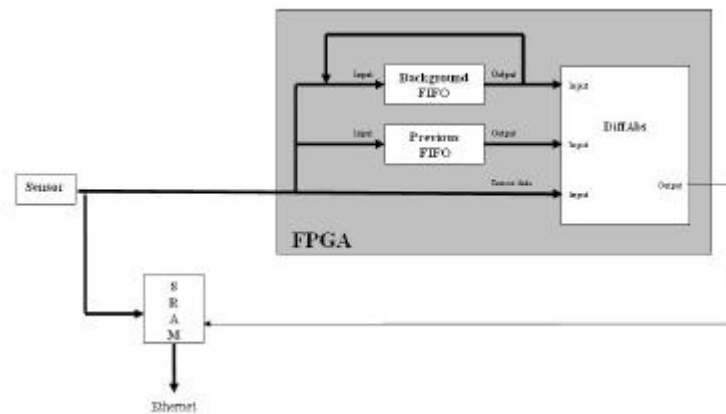 Input
Background
FIFO
Output
Input
Input
Previous
FIFO
Output
Input
DiffAbs
Sensor
Sensor data
Input
Output
FPGA
S
R
A
M
Ethernet